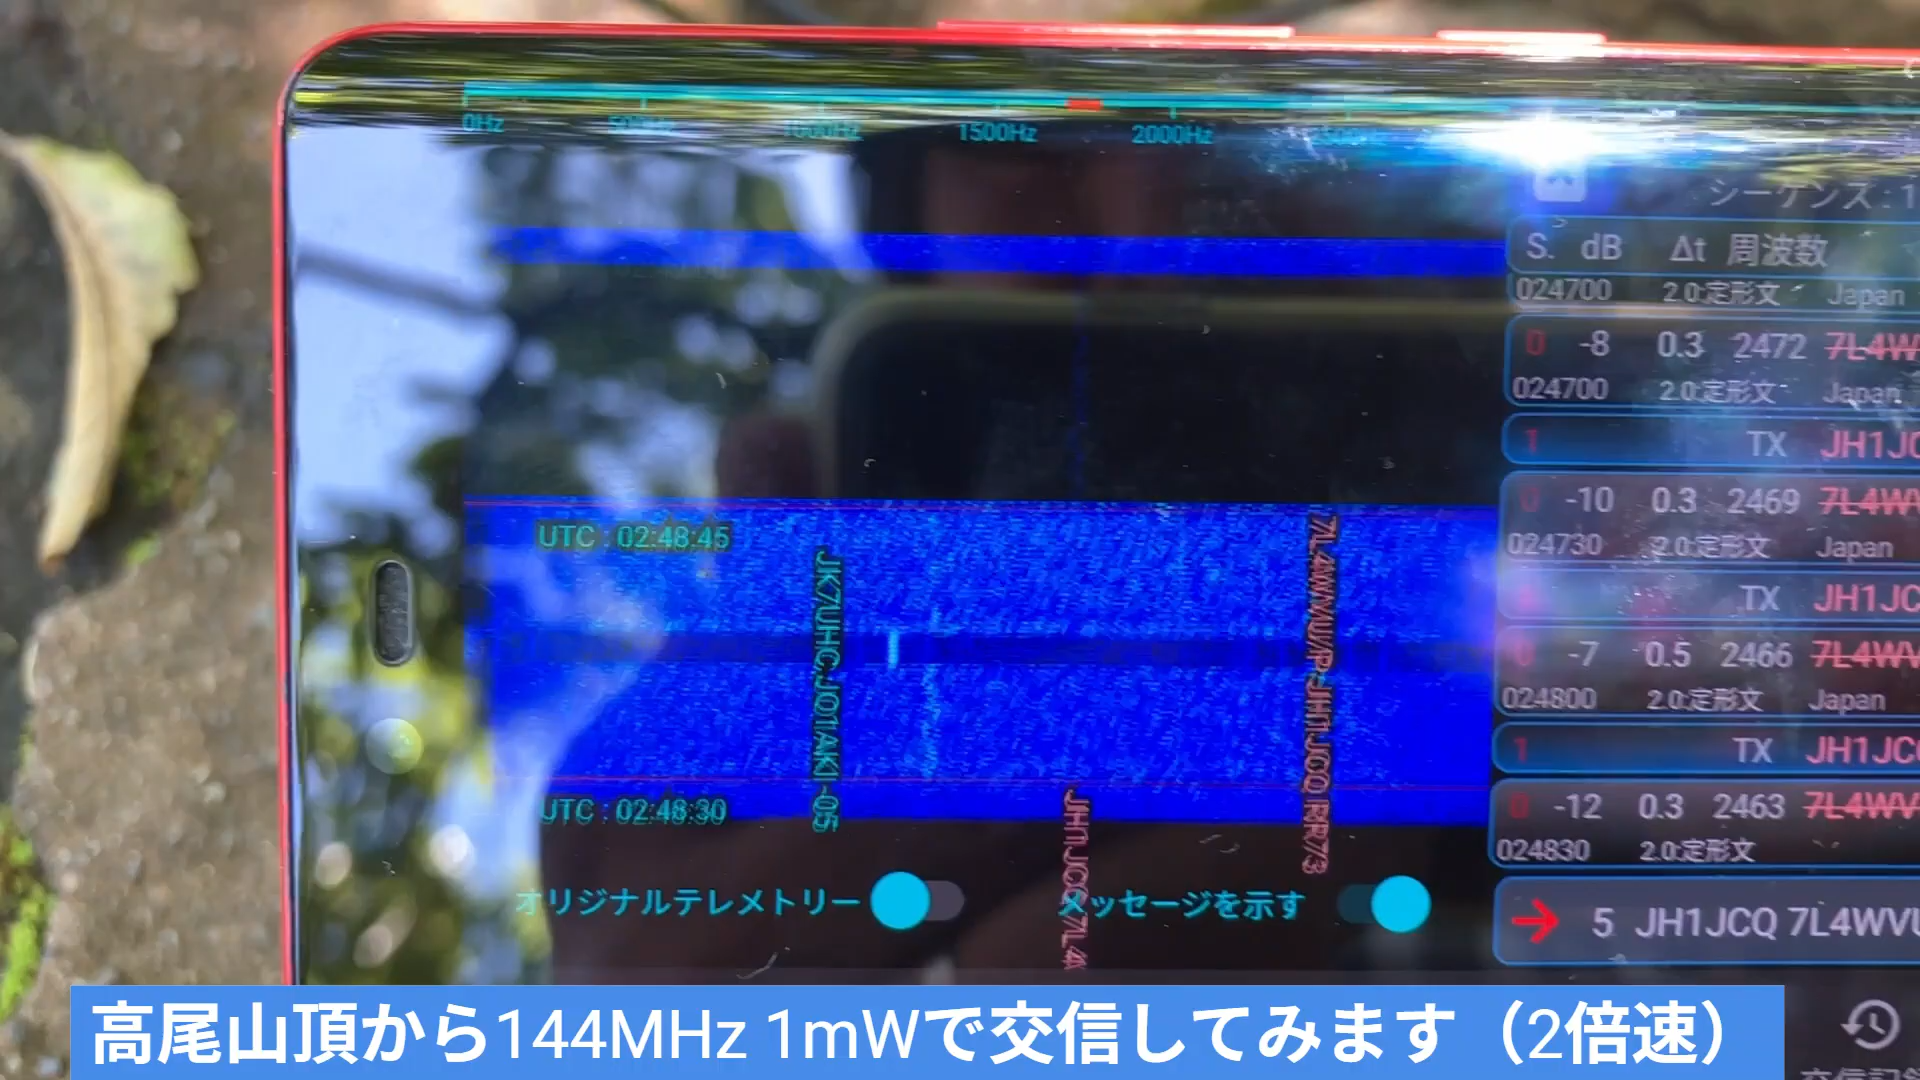 0Hz 500Hz 1000Hz 1500Hz 2000Hz
シーケンス : 1
S. dB Δt 周波数
024700 2.0:定形文 Japan
0 -8 0.3 2472 7L4W
024700 2.0:定形文 Japan
1 TX JH1JC
0 -10 0.3 2469 7L4W
024730 2.0:定形文 Japan
TX JH1JC
0 -7 0.5 2466 7L4W
024800 2.0:定形文 Japan
1 TX JH1JC
0 -12 0.3 2463 7L4W
024830 2.0:定形文
5 JH1JCQ 7L4WVU
UTC : 02:48:45
JK7UHC JQ1AKI -05
7L4WVU/P JH1JCQ RR73
UTC : 02:48:30
JH1JCQ 7L4
オリジナルテレメトリー
メッセージを示す
高尾山頂から144MHz 1mWで交信してみます（2倍速）